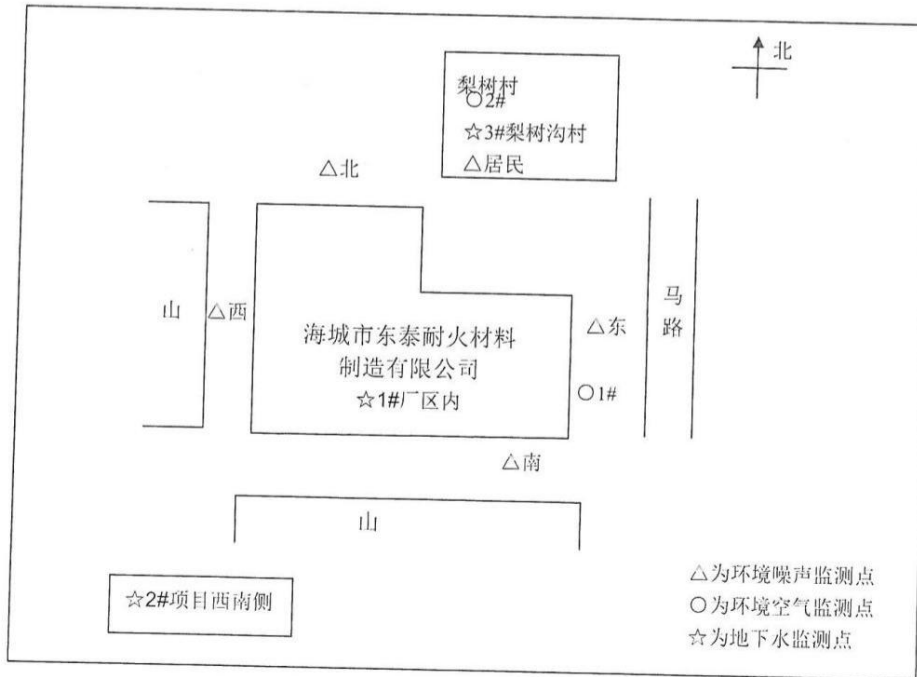 北
梨树村
○2#
☆3#梨树沟村
△居民
△北
山
△西
海城市东泰耐火材料
制造有限公司
☆1#厂区内
△东
○1#
马路
△南
山
☆2#项目西南侧
△为环境噪声监测点
○为环境空气监测点
☆为地下水监测点